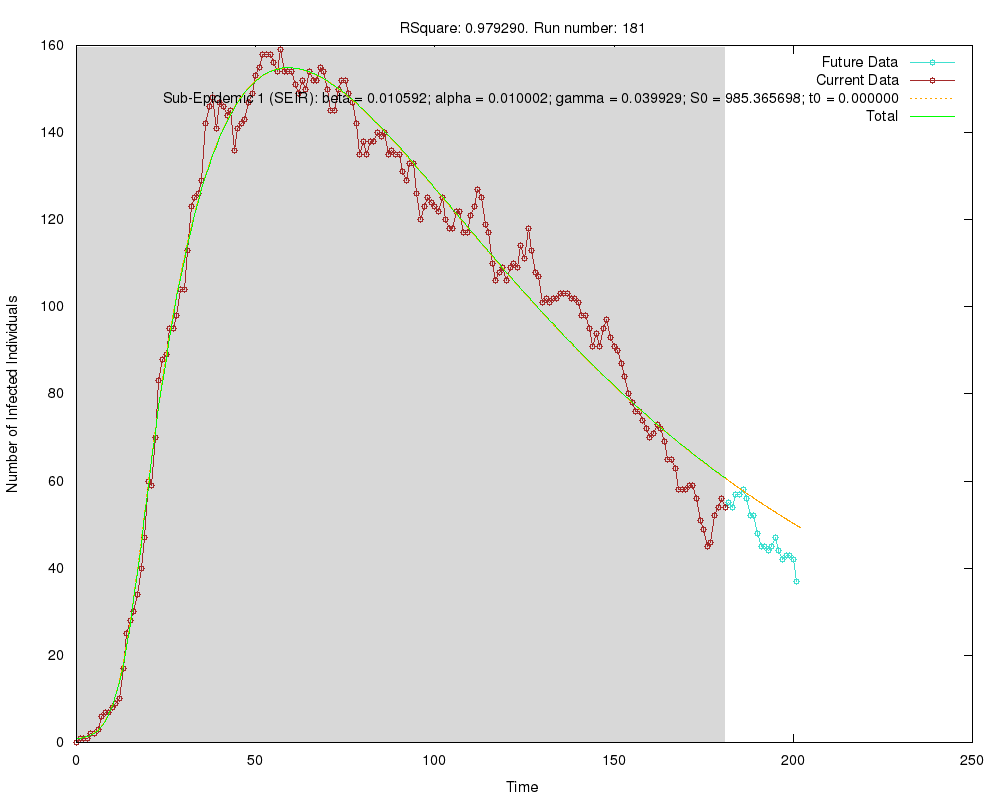 RSquare: 0.979290. Run number: 181
160
140
120
100
80
60
40
20
0
Number of Infected Individuals
Future Data
Current Data
Sub-Epidemic 1 (SEIR): beta = 0.010592; alpha = 0.010002; gamma = 0.039929; S0 = 985.365698; t0 = 0.000000
Total
0 50 100 150 200 250
Time